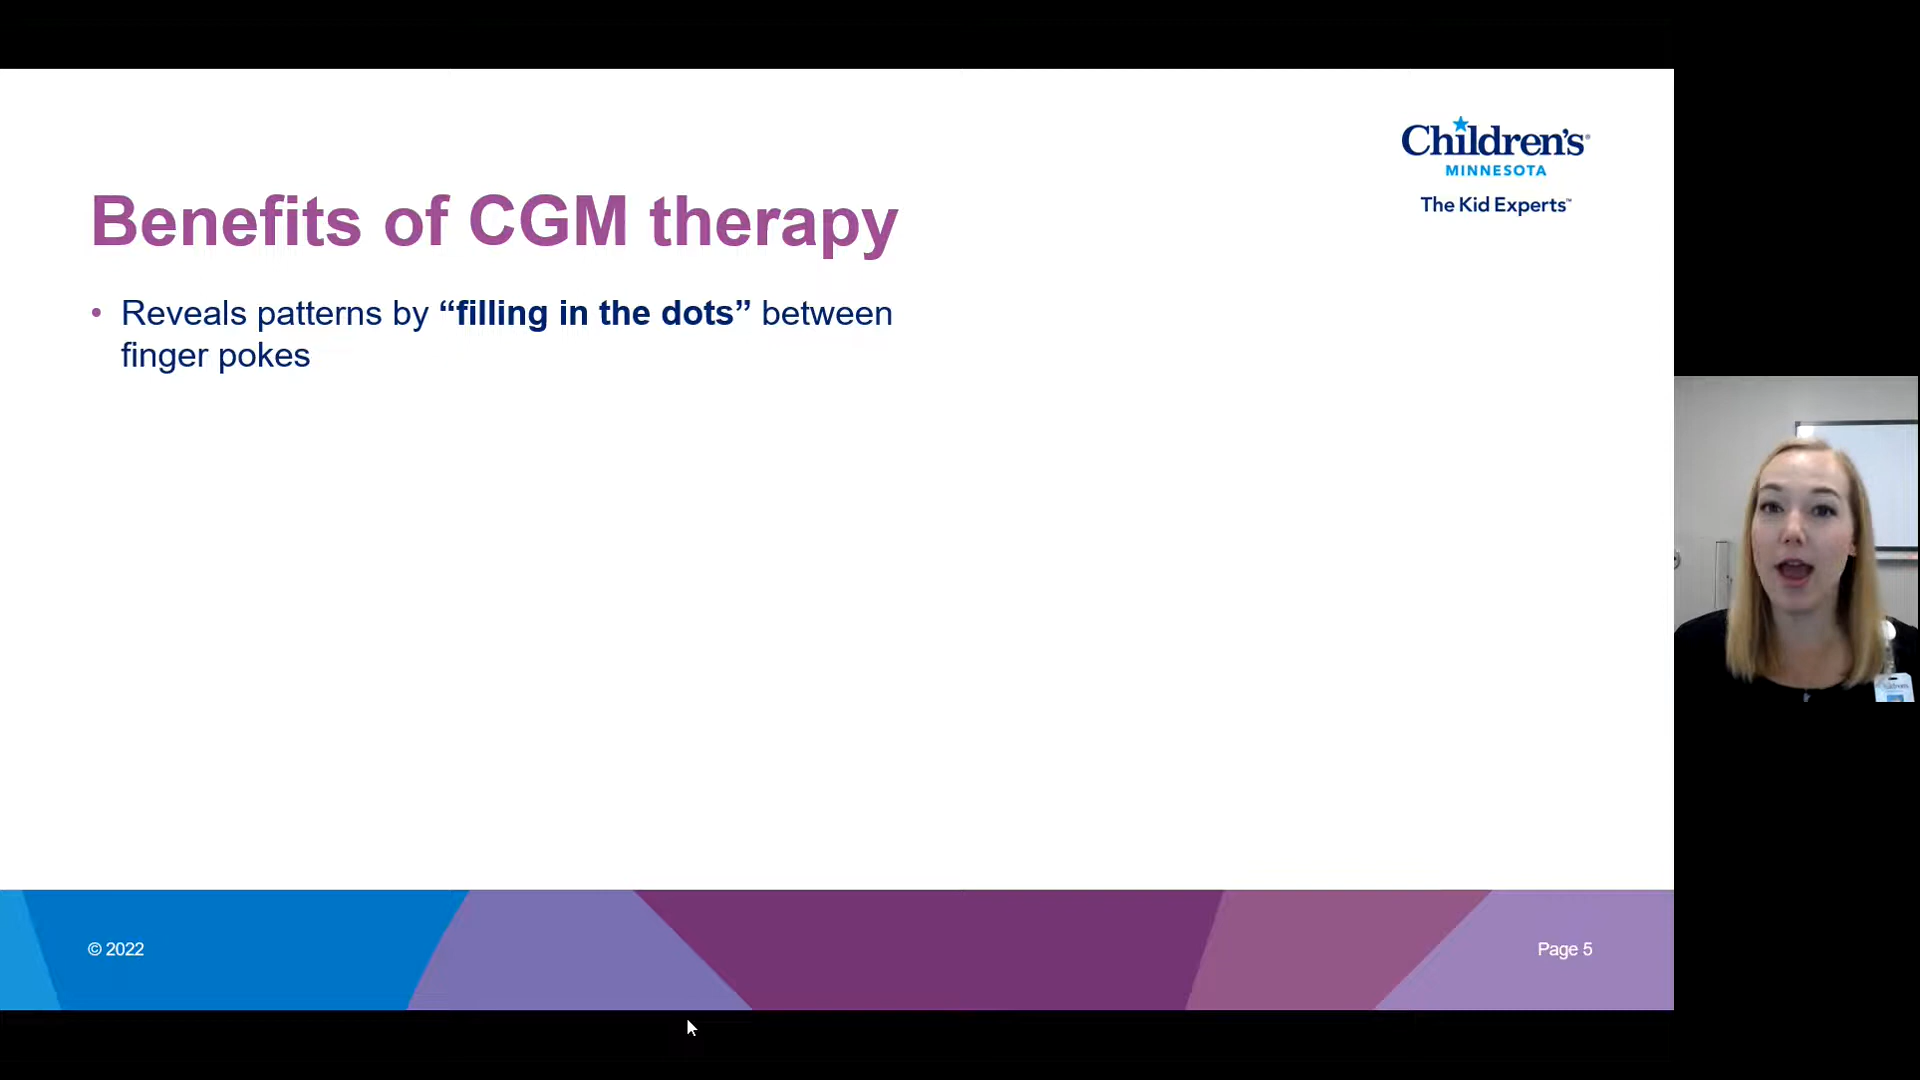 Children's®
MINNESOTA
The Kid Experts™
Benefits of CGM therapy
• Reveals patterns by “filling in the dots” between
finger pokes
© 2022
Page 5